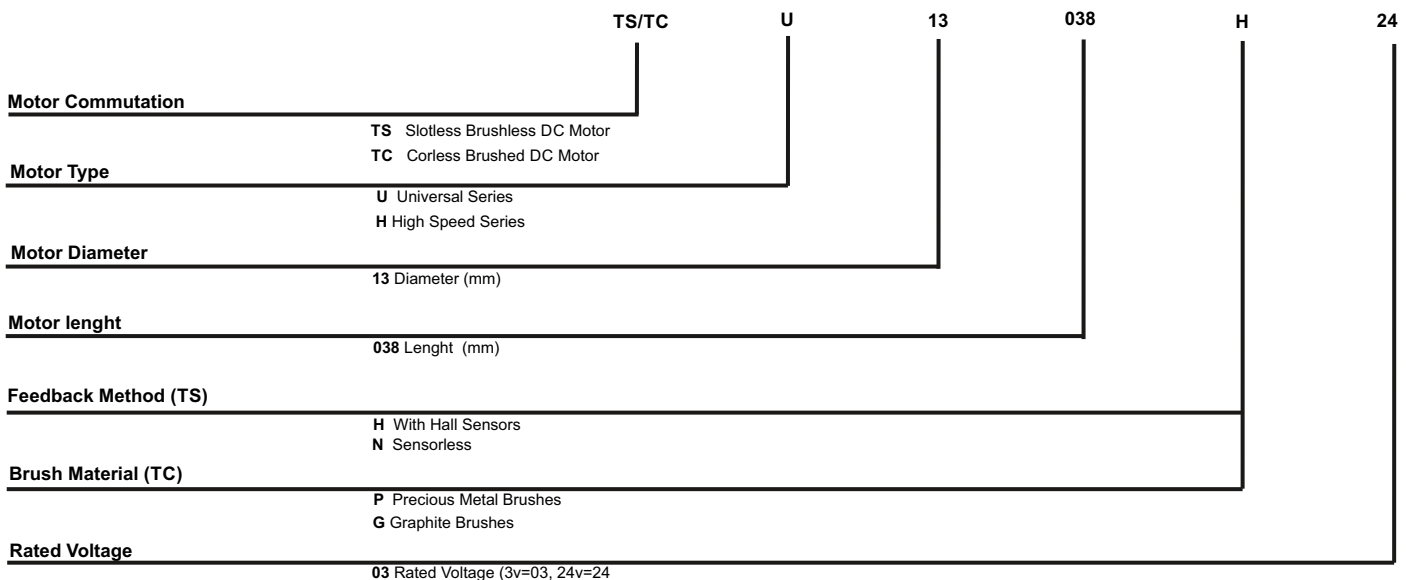 TS/TC U 13 038 H 24
Motor Commutation
TS Slotless Brushless DC Motor
TC Corless Brushed DC Motor
Motor Type
U Universal Series
H High Speed Series
Motor Diameter
13 Diameter (mm)
Motor lenght
038 Lenght (mm)
Feedback Method (TS)
H With Hall Sensors
N Sensorless
Brush Material (TC)
P Precious Metal Brushes
G Graphite Brushes
Rated Voltage
03 Rated Voltage (3v=03, 24v=24